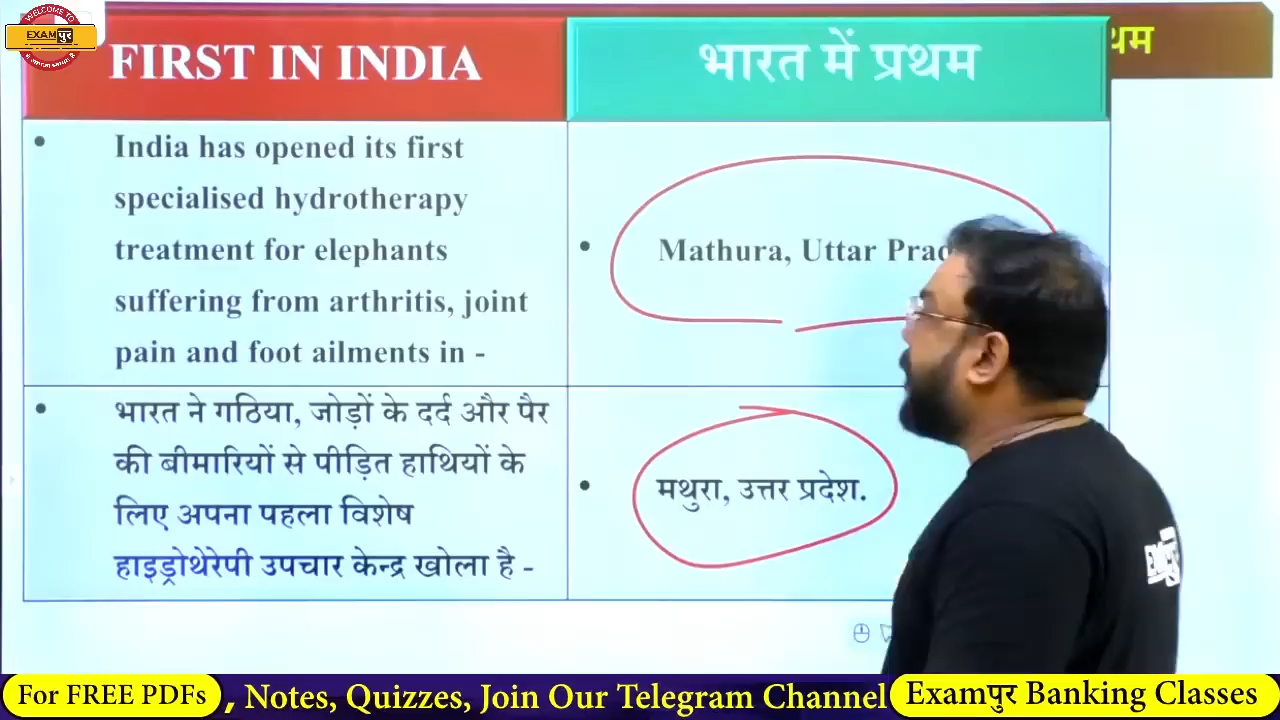 WELCOME TO
EXAMपुर
FIRST IN INDIA
भारत में प्रथम
थम
• India has opened its first
specialised hydrotherapy
treatment for elephants
suffering from arthritis, joint
pain and foot ailments in -
• Mathura, Uttar Prad
• भारत ने गठिया, जोड़ों के दर्द और पैर
की बीमारियों से पीड़ित हाथियों के
लिए अपना पहला विशेष
हाइड्रोथेरेपी उपचार केन्द्र खोला है -
• मथुरा, उत्तर प्रदेश.
For FREE PDFs , Notes, Quizzes, Join Our Telegram Channel Examपुर Banking Classes